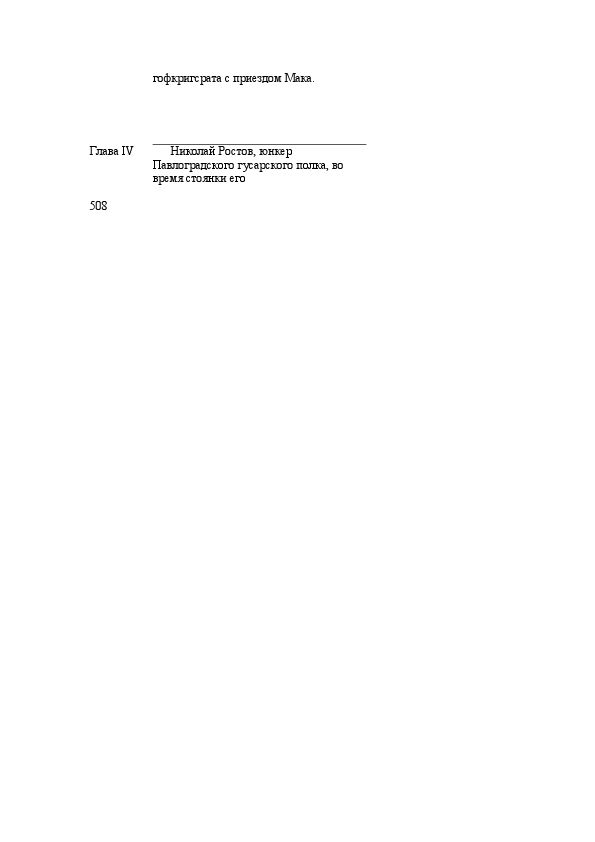 гофкригсрата с приездом Мака.
Глава IV Николай Ростов, юнкер
Павлоградского гусарского полка, во
время стоянки его
508